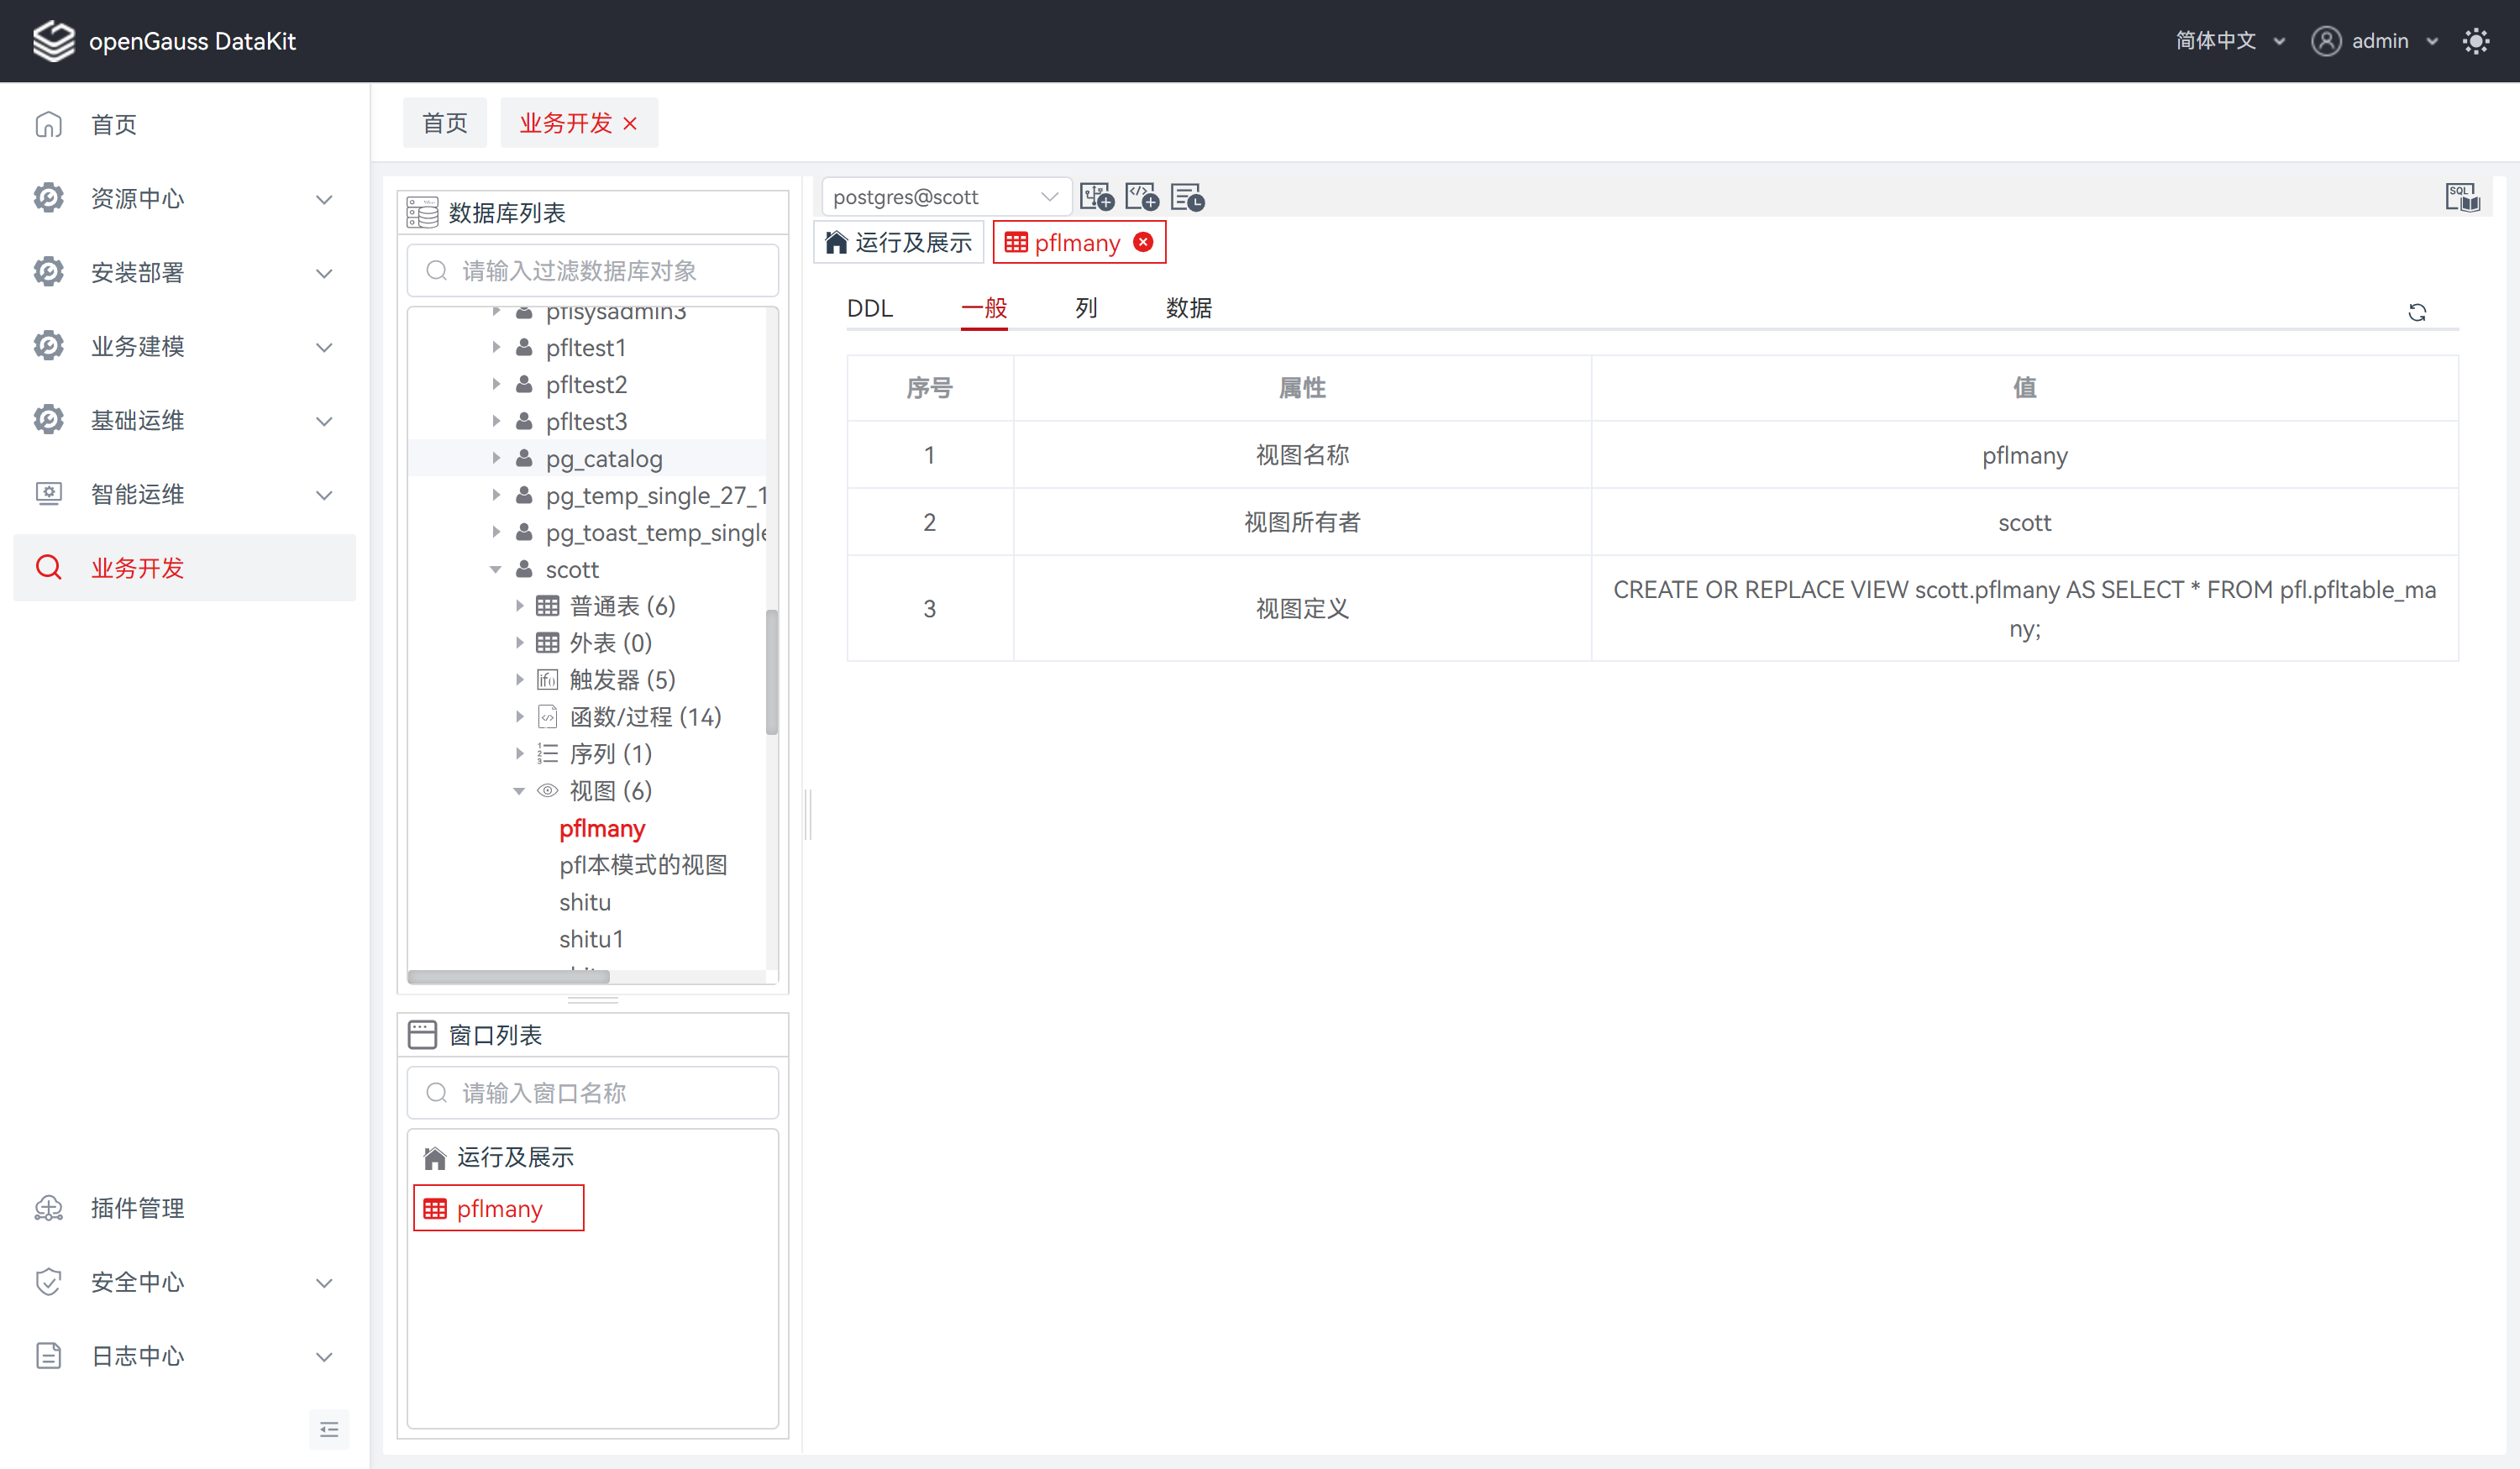 openGauss DataKit
简体中文
admin
首页
资源中心
安装部署
业务建模
基础运维
智能运维
业务开发
插件管理
安全中心
日志中心
首页
业务开发
数据库列表
请输入过滤数据库对象
pflsysadmin3
pfltest1
pfltest2
pfltest3
pg_catalog
pg_temp_single_27_1
pg_toast_temp_single
scott
普通表 (6)
外表 (0)
触发器 (5)
函数/过程 (14)
序列 (1)
视图 (6)
pflmany
pfl本模式的视图
shitu
shitu1
窗口列表
请输入窗口名称
运行及展示
pflmany
postgres@scott
SQL
运行及展示
pflmany
DDL 一般 列 数据
序号 属性 值
1 视图名称 pflmany
2 视图所有者 scott
3 视图定义 CREATE OR REPLACE VIEW scott.pflmany AS SELECT * FROM pfl.pfltable_ma
ny;